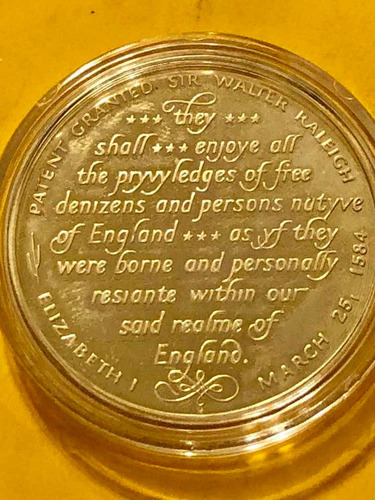 PATENT GRANTED SIR WALTER RALEIGH
*** they ***
shall *** enjoye all
the pryvyledges of free
denizens and persons natyve
of England *** as yf they
were borne and personally
resiante within our
said realme of
England.
ELIZABETH I MARCH 25, 1584